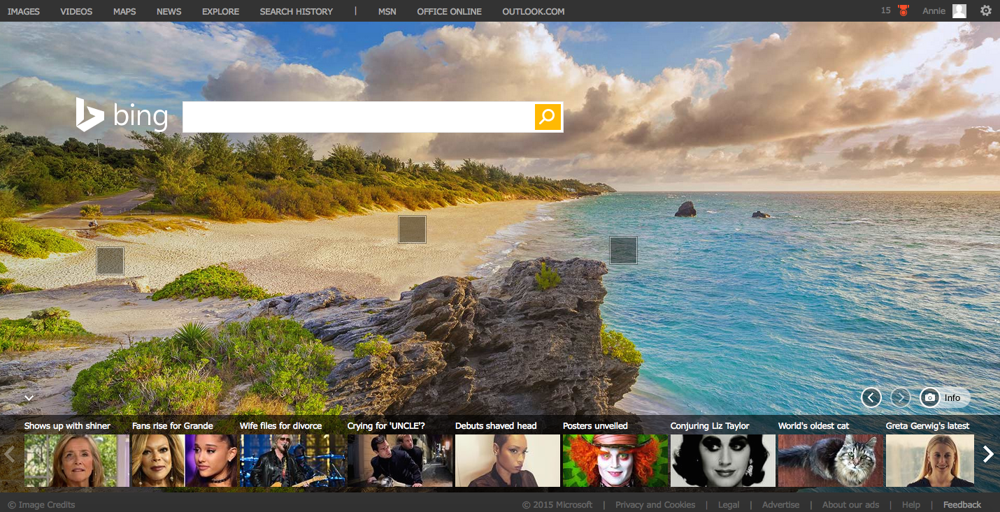 IMAGES VIDEOS MAPS NEWS EXPLORE SEARCH HISTORY | MSN OFFICE ONLINE OUTLOOK.COM 15 Annie
bing
Info
Shows up with shiner Fans rise for Grande Wife files for divorce Crying for 'UNCLE'? Debuts shaved head Posters unveiled Conjuring Liz Taylor World's oldest cat Greta Gerwig's latest
© Image Credits © 2015 Microsoft | Privacy and Cookies | Legal | Advertise | About our ads | Help | Feedback